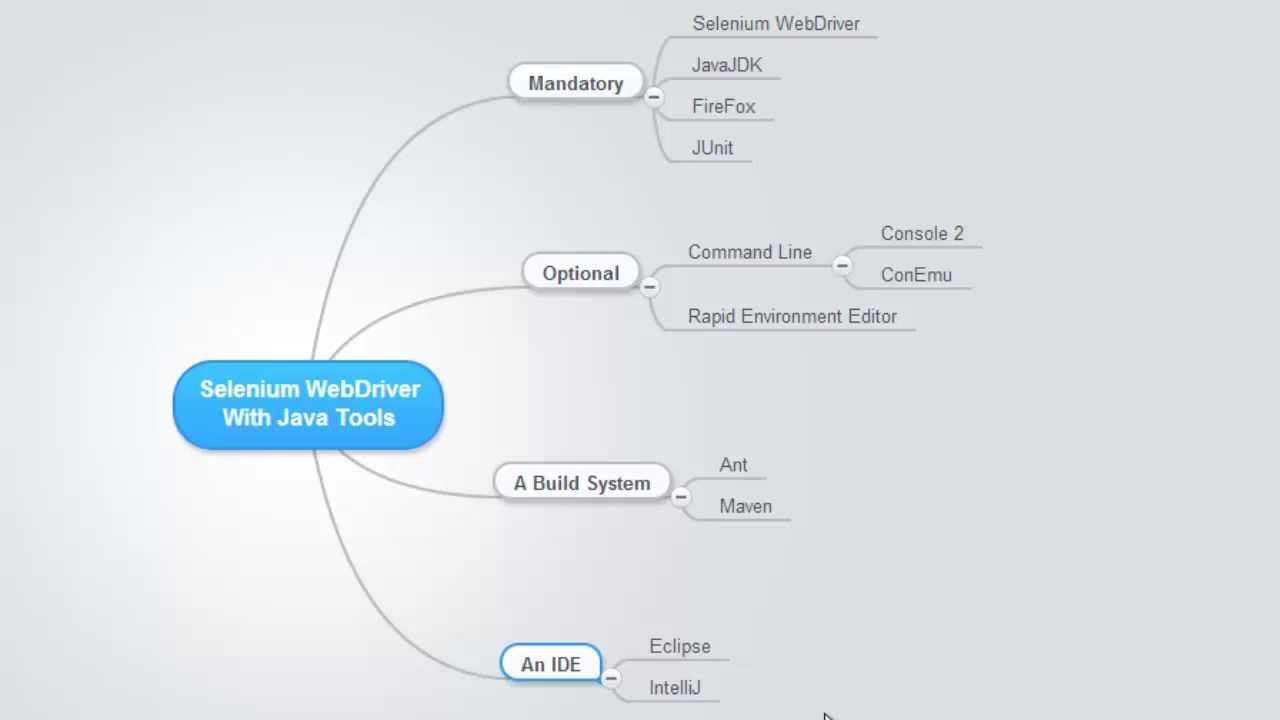 Selenium WebDriver
With Java Tools
Mandatory
Selenium WebDriver
JavaJDK
FireFox
JUnit
Optional
Command Line
Console 2
ConEmu
Rapid Environment Editor
A Build System
Ant
Maven
An IDE
Eclipse
IntelliJ